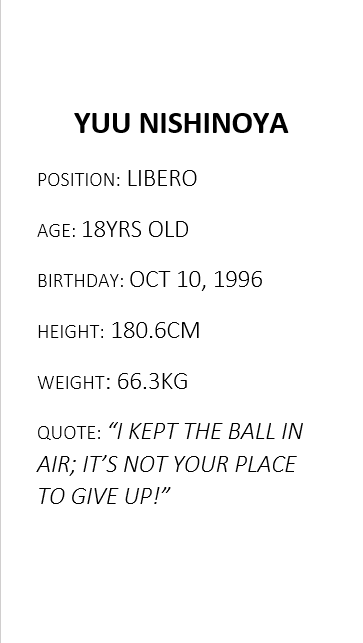 YUU NISHINOYA
POSITION: LIBERO
AGE: 18YRS OLD
BIRTHDAY: OCT 10, 1996
HEIGHT: 180.6CM
WEIGHT: 66.3KG
QUOTE: “I KEPT THE BALL IN
AIR; IT’S NOT YOUR PLACE
TO GIVE UP!”